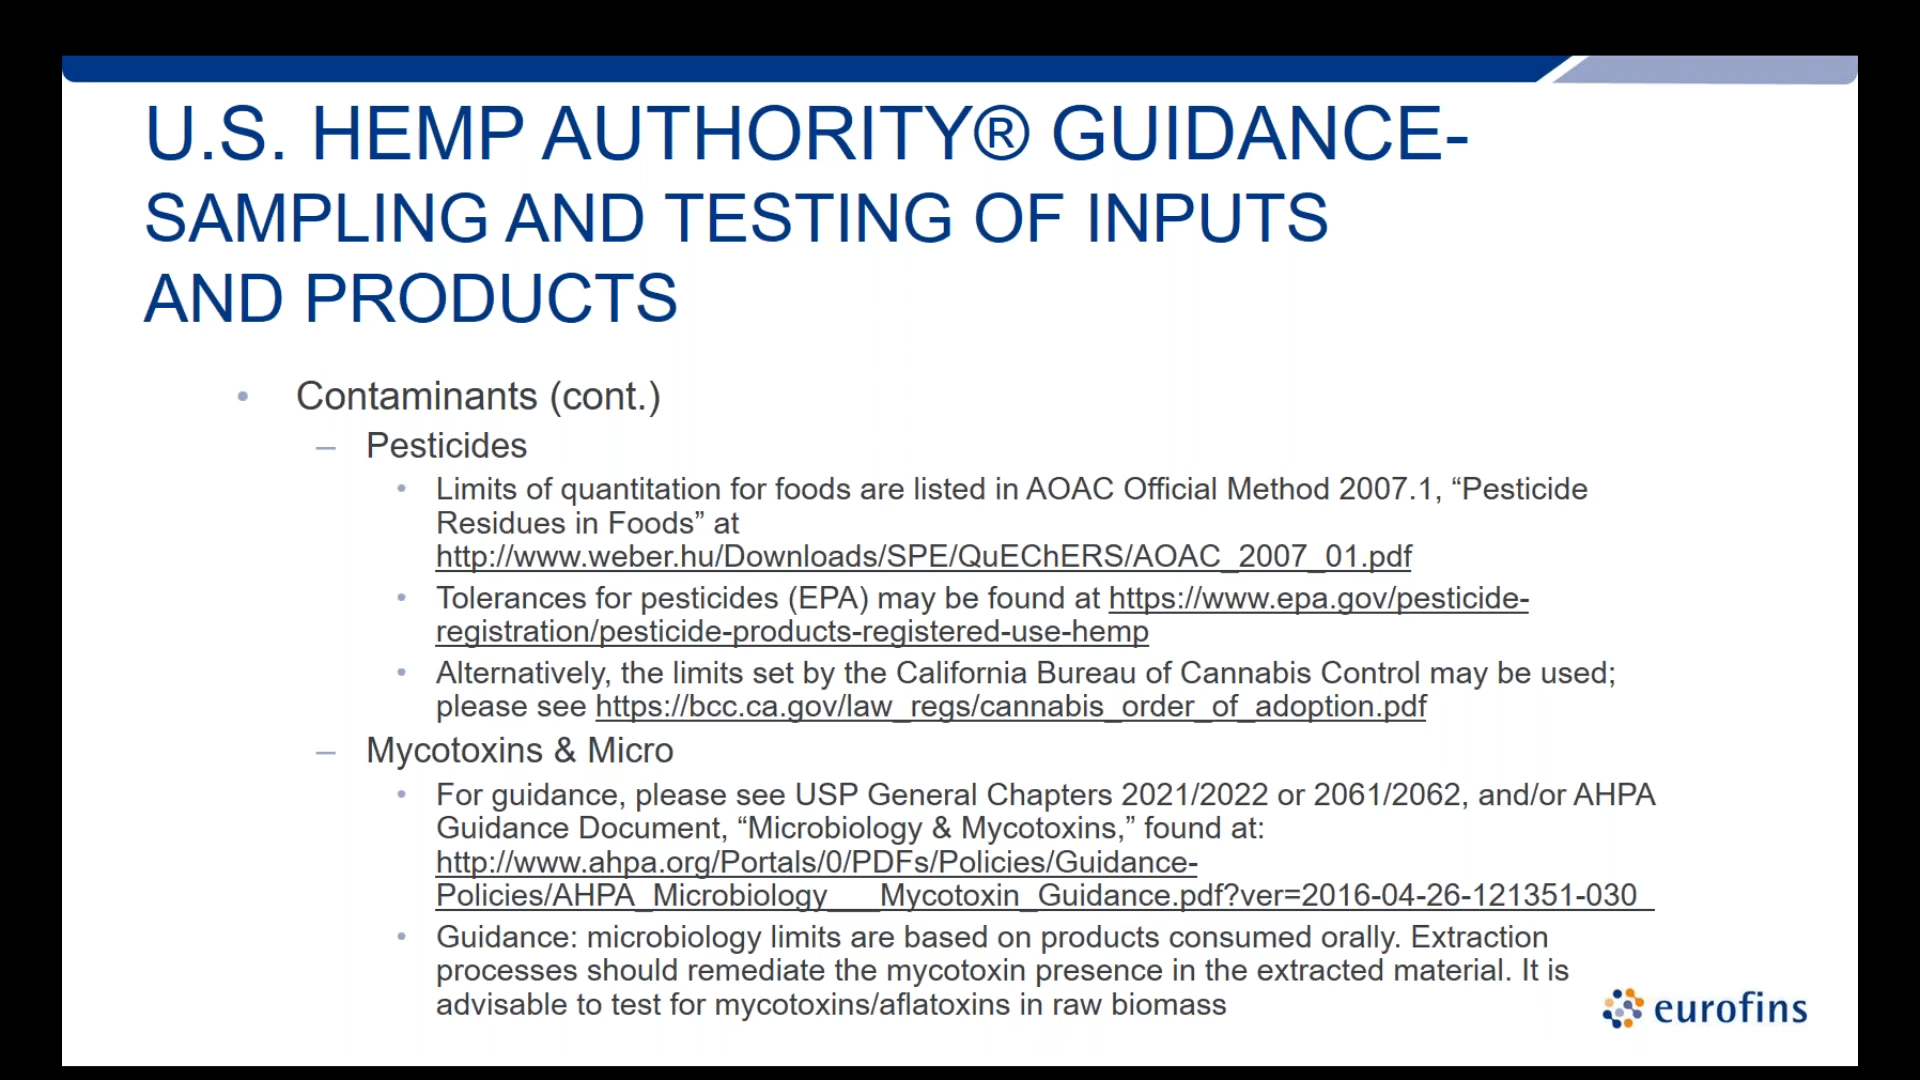 U.S. HEMP AUTHORITY® GUIDANCE-
SAMPLING AND TESTING OF INPUTS
AND PRODUCTS
• Contaminants (cont.)
– Pesticides
• Limits of quantitation for foods are listed in AOAC Official Method 2007.1, “Pesticide
Residues in Foods” at
http://www.weber.hu/Downloads/SPE/QuEChERS/AOAC_2007_01.pdf
• Tolerances for pesticides (EPA) may be found at https://www.epa.gov/pesticide-
registration/pesticide-products-registered-use-hemp
• Alternatively, the limits set by the California Bureau of Cannabis Control may be used;
please see https://bcc.ca.gov/law_regs/cannabis_order_of_adoption.pdf
– Mycotoxins & Micro
• For guidance, please see USP General Chapters 2021/2022 or 2061/2062, and/or AHPA
Guidance Document, “Microbiology & Mycotoxins,” found at:
http://www.ahpa.org/Portals/0/PDFs/Policies/Guidance-
Policies/AHPA_Microbiology___Mycotoxin_Guidance.pdf?ver=2016-04-26-121351-030
• Guidance: microbiology limits are based on products consumed orally. Extraction
processes should remediate the mycotoxin presence in the extracted material. It is
advisable to test for mycotoxins/aflatoxins in raw biomass
eurofins